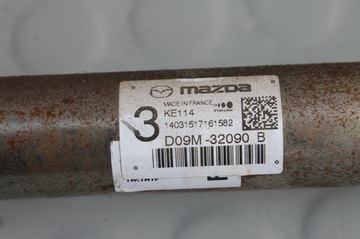 mazda
MADE IN FRANCE
3
KE114
14031517161582
D09M-32090 B